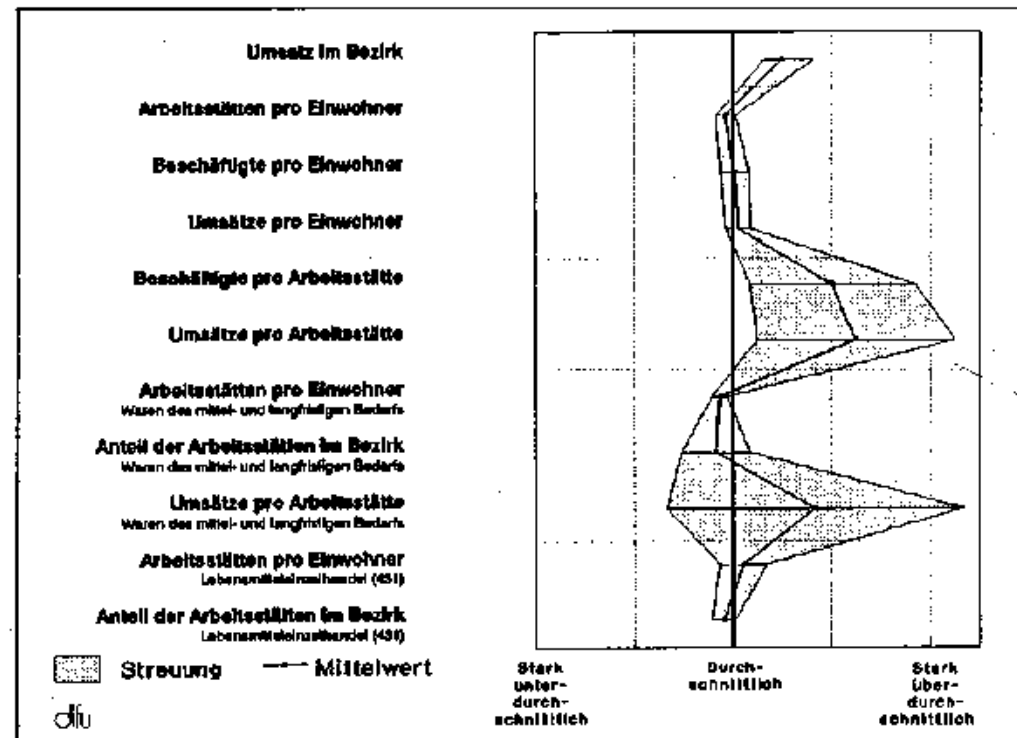 Umsatz im Bezirk
Arbeitsstätten pro Einwohner
Beschäftigte pro Einwohner
Umsätze pro Einwohner
Beschäftigte pro Arbeitsstätte
Umsätze pro Arbeitsstätte
Arbeitsstätten pro Einwohner
Waren des mittel- und langfristigen Bedarfs
Anteil der Arbeitsstätten im Bezirk
Waren des mittel- und langfristigen Bedarfs
Umsätze pro Arbeitsstätte
Waren des mittel- und langfristigen Bedarfs
Arbeitsstätten pro Einwohner
Lebensmitteleinzelhandel (431)
Anteil der Arbeitsstätten im Bezirk
Lebensmitteleinzelhandel (431)
Streuung Mittelwert
Stark
unter-
durch-
schnittlich
Durch-
schnittlich
Stark
über-
durch-
schnittlich
difu